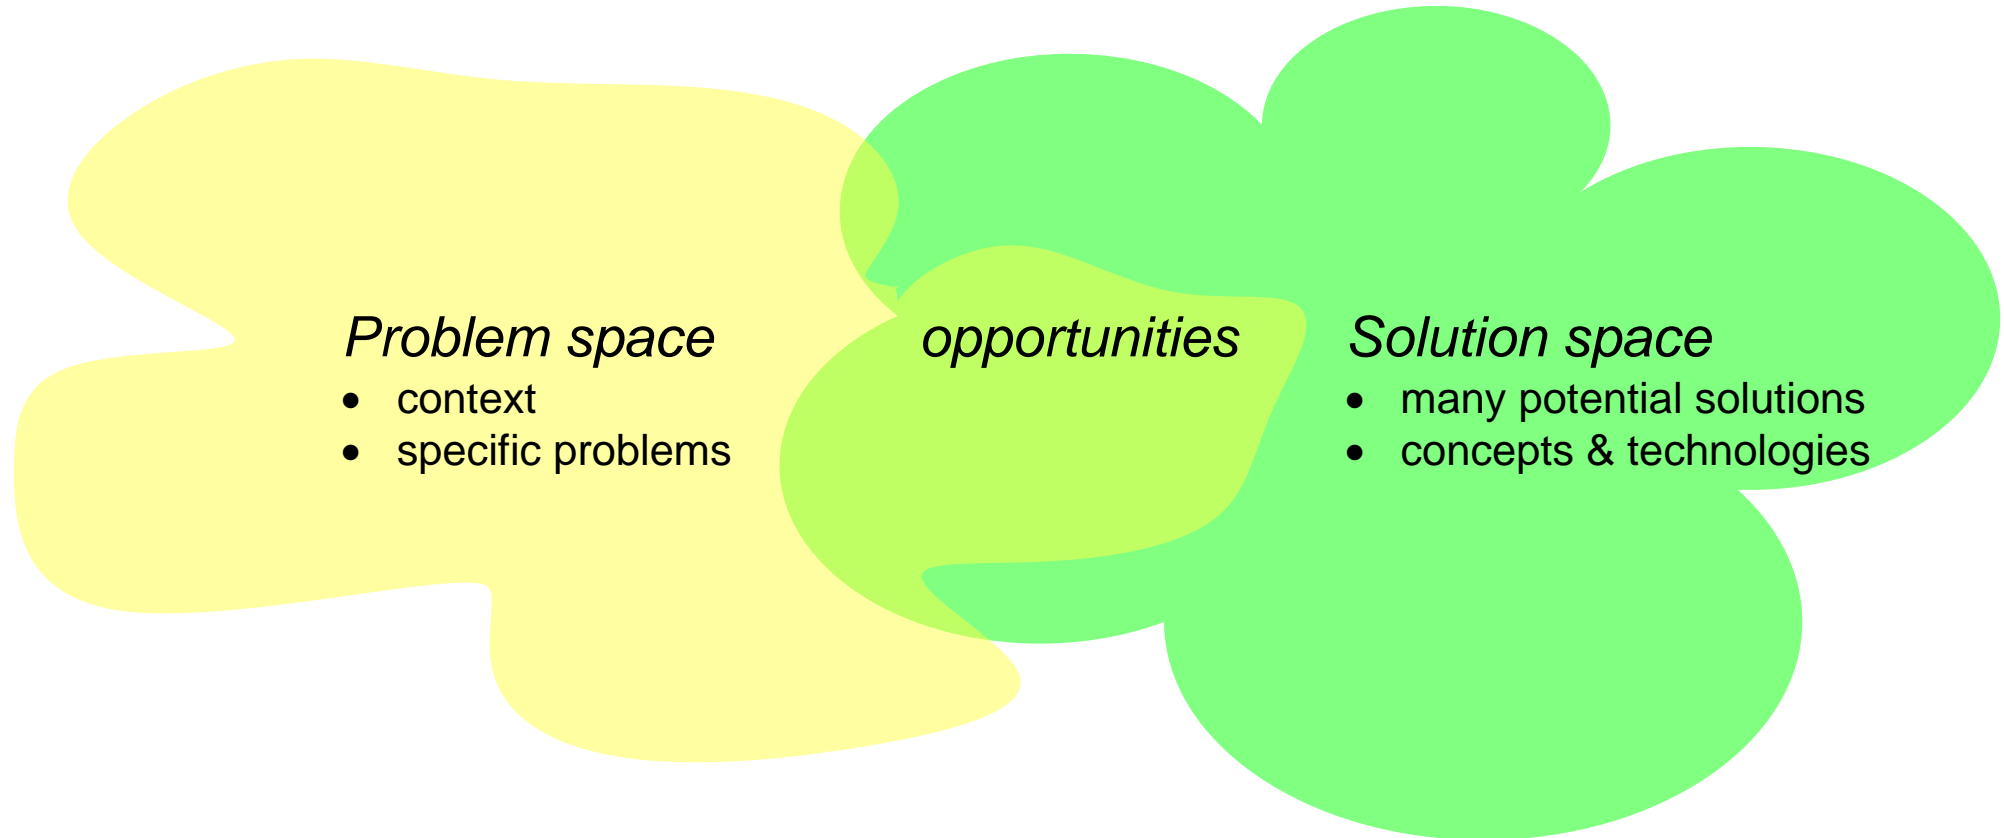 Problem space
• context
• specific problems
opportunities
Solution space
• many potential solutions
• concepts & technologies